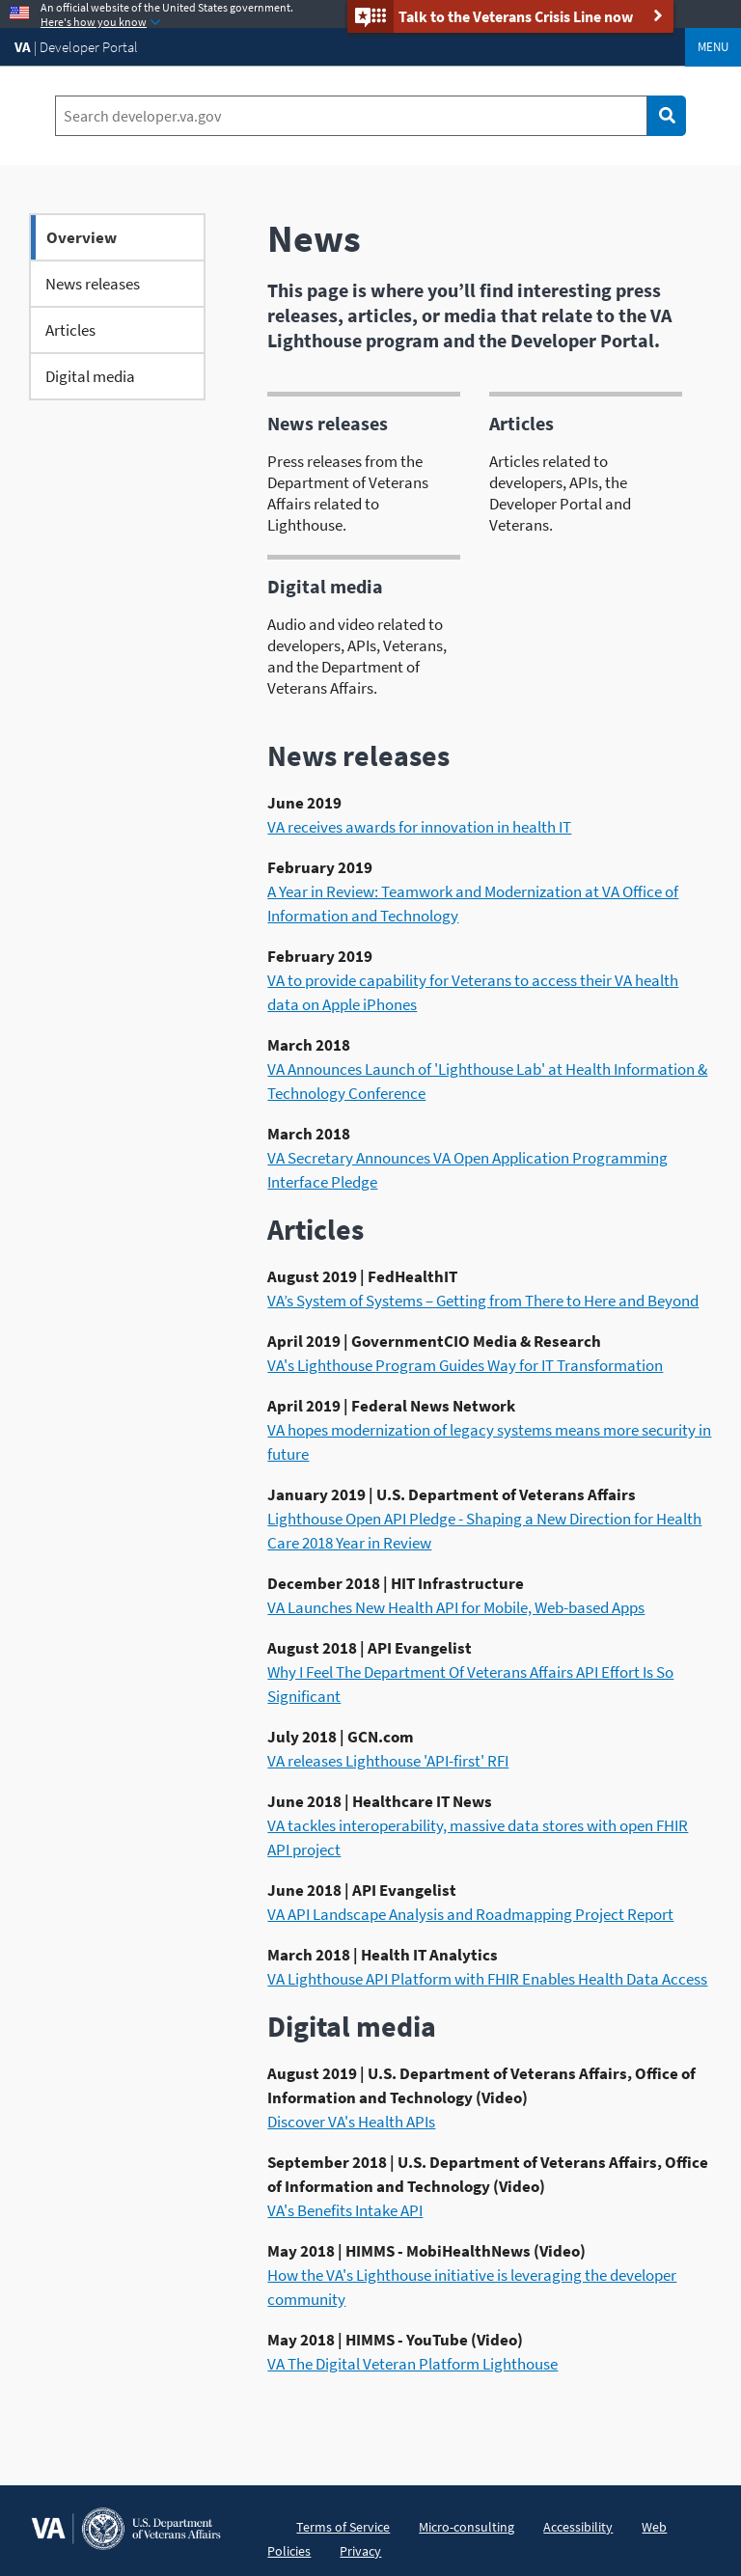 An official website of the United States government.
Here's how you know
Talk to the Veterans Crisis Line now
VA | Developer Portal
MENU
Search developer.va.gov
Overview
News releases
Articles
Digital media
News
This page is where you’ll find interesting press
releases, articles, or media that relate to the VA
Lighthouse program and the Developer Portal.
News releases
Press releases from the
Department of Veterans
Affairs related to
Lighthouse.
Articles
Articles related to
developers, APIs, the
Developer Portal and
Veterans.
Digital media
Audio and video related to
developers, APIs, Veterans,
and the Department of
Veterans Affairs.
News releases
June 2019
VA receives awards for innovation in health IT
February 2019
A Year in Review: Teamwork and Modernization at VA Office of
Information and Technology
February 2019
VA to provide capability for Veterans to access their VA health
data on Apple iPhones
March 2018
VA Announces Launch of 'Lighthouse Lab' at Health Information &
Technology Conference
March 2018
VA Secretary Announces VA Open Application Programming
Interface Pledge
Articles
August 2019 | FedHealthIT
VA’s System of Systems – Getting from There to Here and Beyond
April 2019 | GovernmentCIO Media & Research
VA's Lighthouse Program Guides Way for IT Transformation
April 2019 | Federal News Network
VA hopes modernization of legacy systems means more security in
future
January 2019 | U.S. Department of Veterans Affairs
Lighthouse Open API Pledge - Shaping a New Direction for Health
Care 2018 Year in Review
December 2018 | HIT Infrastructure
VA Launches New Health API for Mobile, Web-based Apps
August 2018 | API Evangelist
Why I Feel The Department Of Veterans Affairs API Effort Is So
Significant
July 2018 | GCN.com
VA releases Lighthouse 'API-first' RFI
June 2018 | Healthcare IT News
VA tackles interoperability, massive data stores with open FHIR
API project
June 2018 | API Evangelist
VA API Landscape Analysis and Roadmapping Project Report
March 2018 | Health IT Analytics
VA Lighthouse API Platform with FHIR Enables Health Data Access
Digital media
August 2019 | U.S. Department of Veterans Affairs, Office of
Information and Technology (Video)
Discover VA's Health APIs
September 2018 | U.S. Department of Veterans Affairs, Office
of Information and Technology (Video)
VA's Benefits Intake API
May 2018 | HIMMS - MobiHealthNews (Video)
How the VA's Lighthouse initiative is leveraging the developer
community
May 2018 | HIMMS - YouTube (Video)
VA The Digital Veteran Platform Lighthouse
VA
U.S. Department
of Veterans Affairs
Terms of Service Micro-consulting Accessibility Web
Policies Privacy